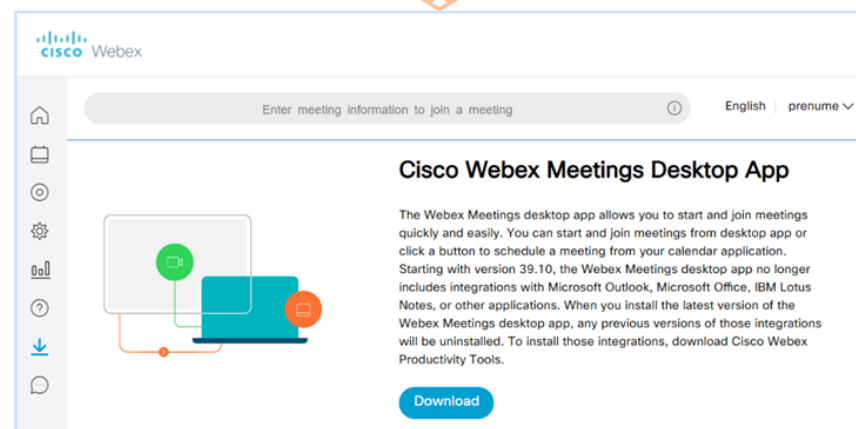 cisco Webex
Enter meeting information to join a meeting
English prenume
Cisco Webex Meetings Desktop App
The Webex Meetings desktop app allows you to start and join meetings
quickly and easily. You can start and join meetings from desktop app or
click a button to schedule a meeting from your calendar application.
Starting with version 39.10, the Webex Meetings desktop app no longer
includes integrations with Microsoft Outlook, Microsoft Office, IBM Lotus
Notes, or other applications. When you install the latest version of the
Webex Meetings desktop app, any previous versions of those integrations
will be uninstalled. To install those integrations, download Cisco Webex
Productivity Tools.
Download